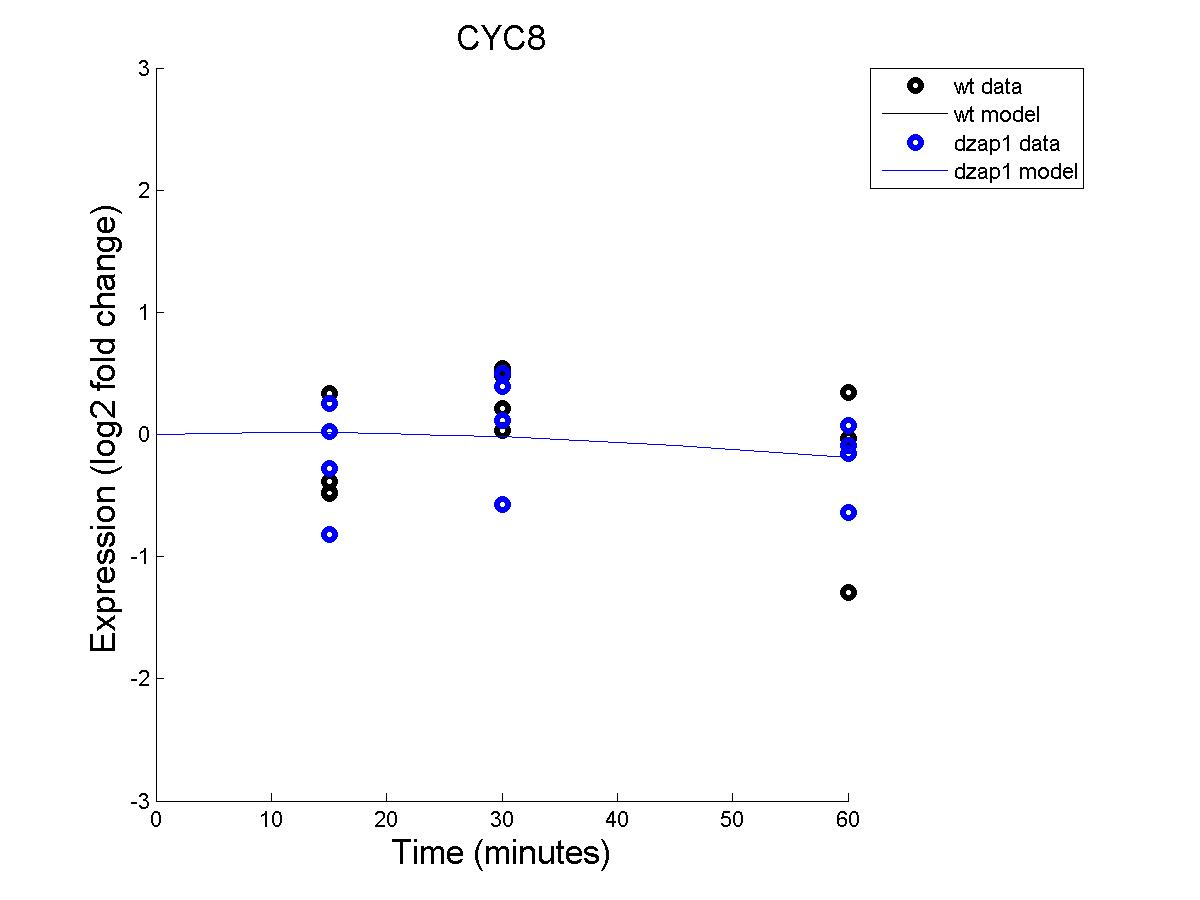 CYC8
wt data
wt model
dzap1 data
dzap1 model
Expression (log2 fold change)
3
2
1
0
-1
-2
-3
0 10 20 30 40 50 60
Time (minutes)